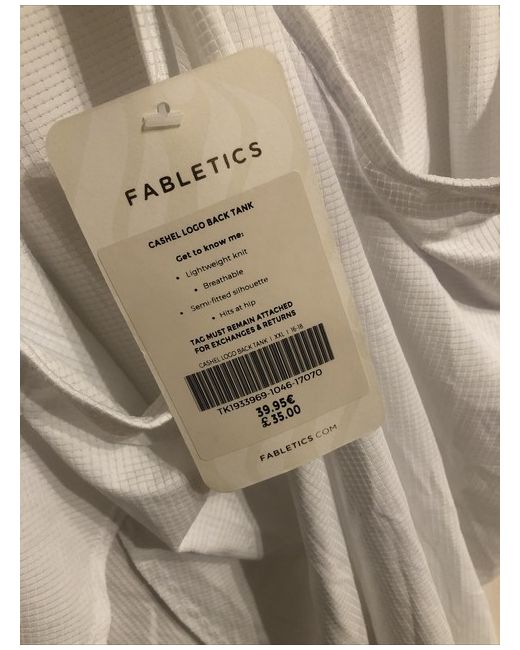 FABLETICS
CASHEL LOGO BACK TANK
Get to know me:
• Lightweight knit
• Breathable
• Semi-fitted silhouette
• Hits at hip
TAG MUST REMAIN ATTACHED
FOR EXCHANGES & RETURNS
CASHEL LOGO BACK TANK | XXL | 16-18
TK1933969-1046-17070
39.95€
£35.00
FABLETICS.COM